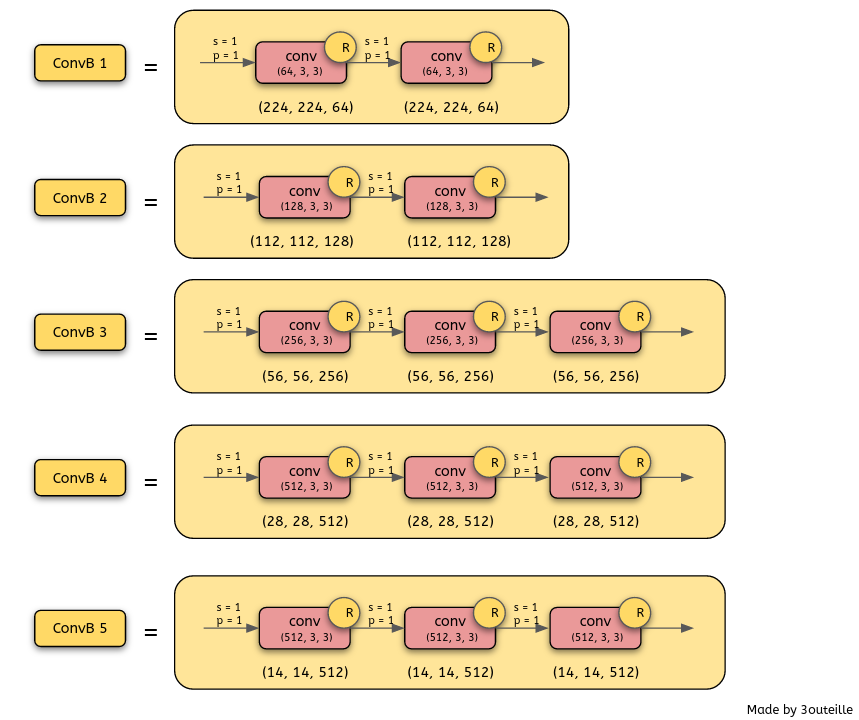 ConvB 1
=
s = 1
p = 1
conv
(64, 3, 3)
R
s = 1
p = 1
conv
(64, 3, 3)
R
(224, 224, 64)
(224, 224, 64)
ConvB 2
=
s = 1
p = 1
conv
(128, 3, 3)
R
s = 1
p = 1
conv
(128, 3, 3)
R
(112, 112, 128)
(112, 112, 128)
ConvB 3
=
s = 1
p = 1
conv
(256, 3, 3)
R
s = 1
p = 1
conv
(256, 3, 3)
R
s = 1
p = 1
conv
(256, 3, 3)
R
(56, 56, 256)
(56, 56, 256)
(56, 56, 256)
ConvB 4
=
s = 1
p = 1
conv
(512, 3, 3)
R
s = 1
p = 1
conv
(512, 3, 3)
R
s = 1
p = 1
conv
(512, 3, 3)
R
(28, 28, 512)
(28, 28, 512)
(28, 28, 512)
ConvB 5
=
s = 1
p = 1
conv
(512, 3, 3)
R
s = 1
p = 1
conv
(512, 3, 3)
R
s = 1
p = 1
conv
(512, 3, 3)
R
(14, 14, 512)
(14, 14, 512)
(14, 14, 512)
Made by 3outeille